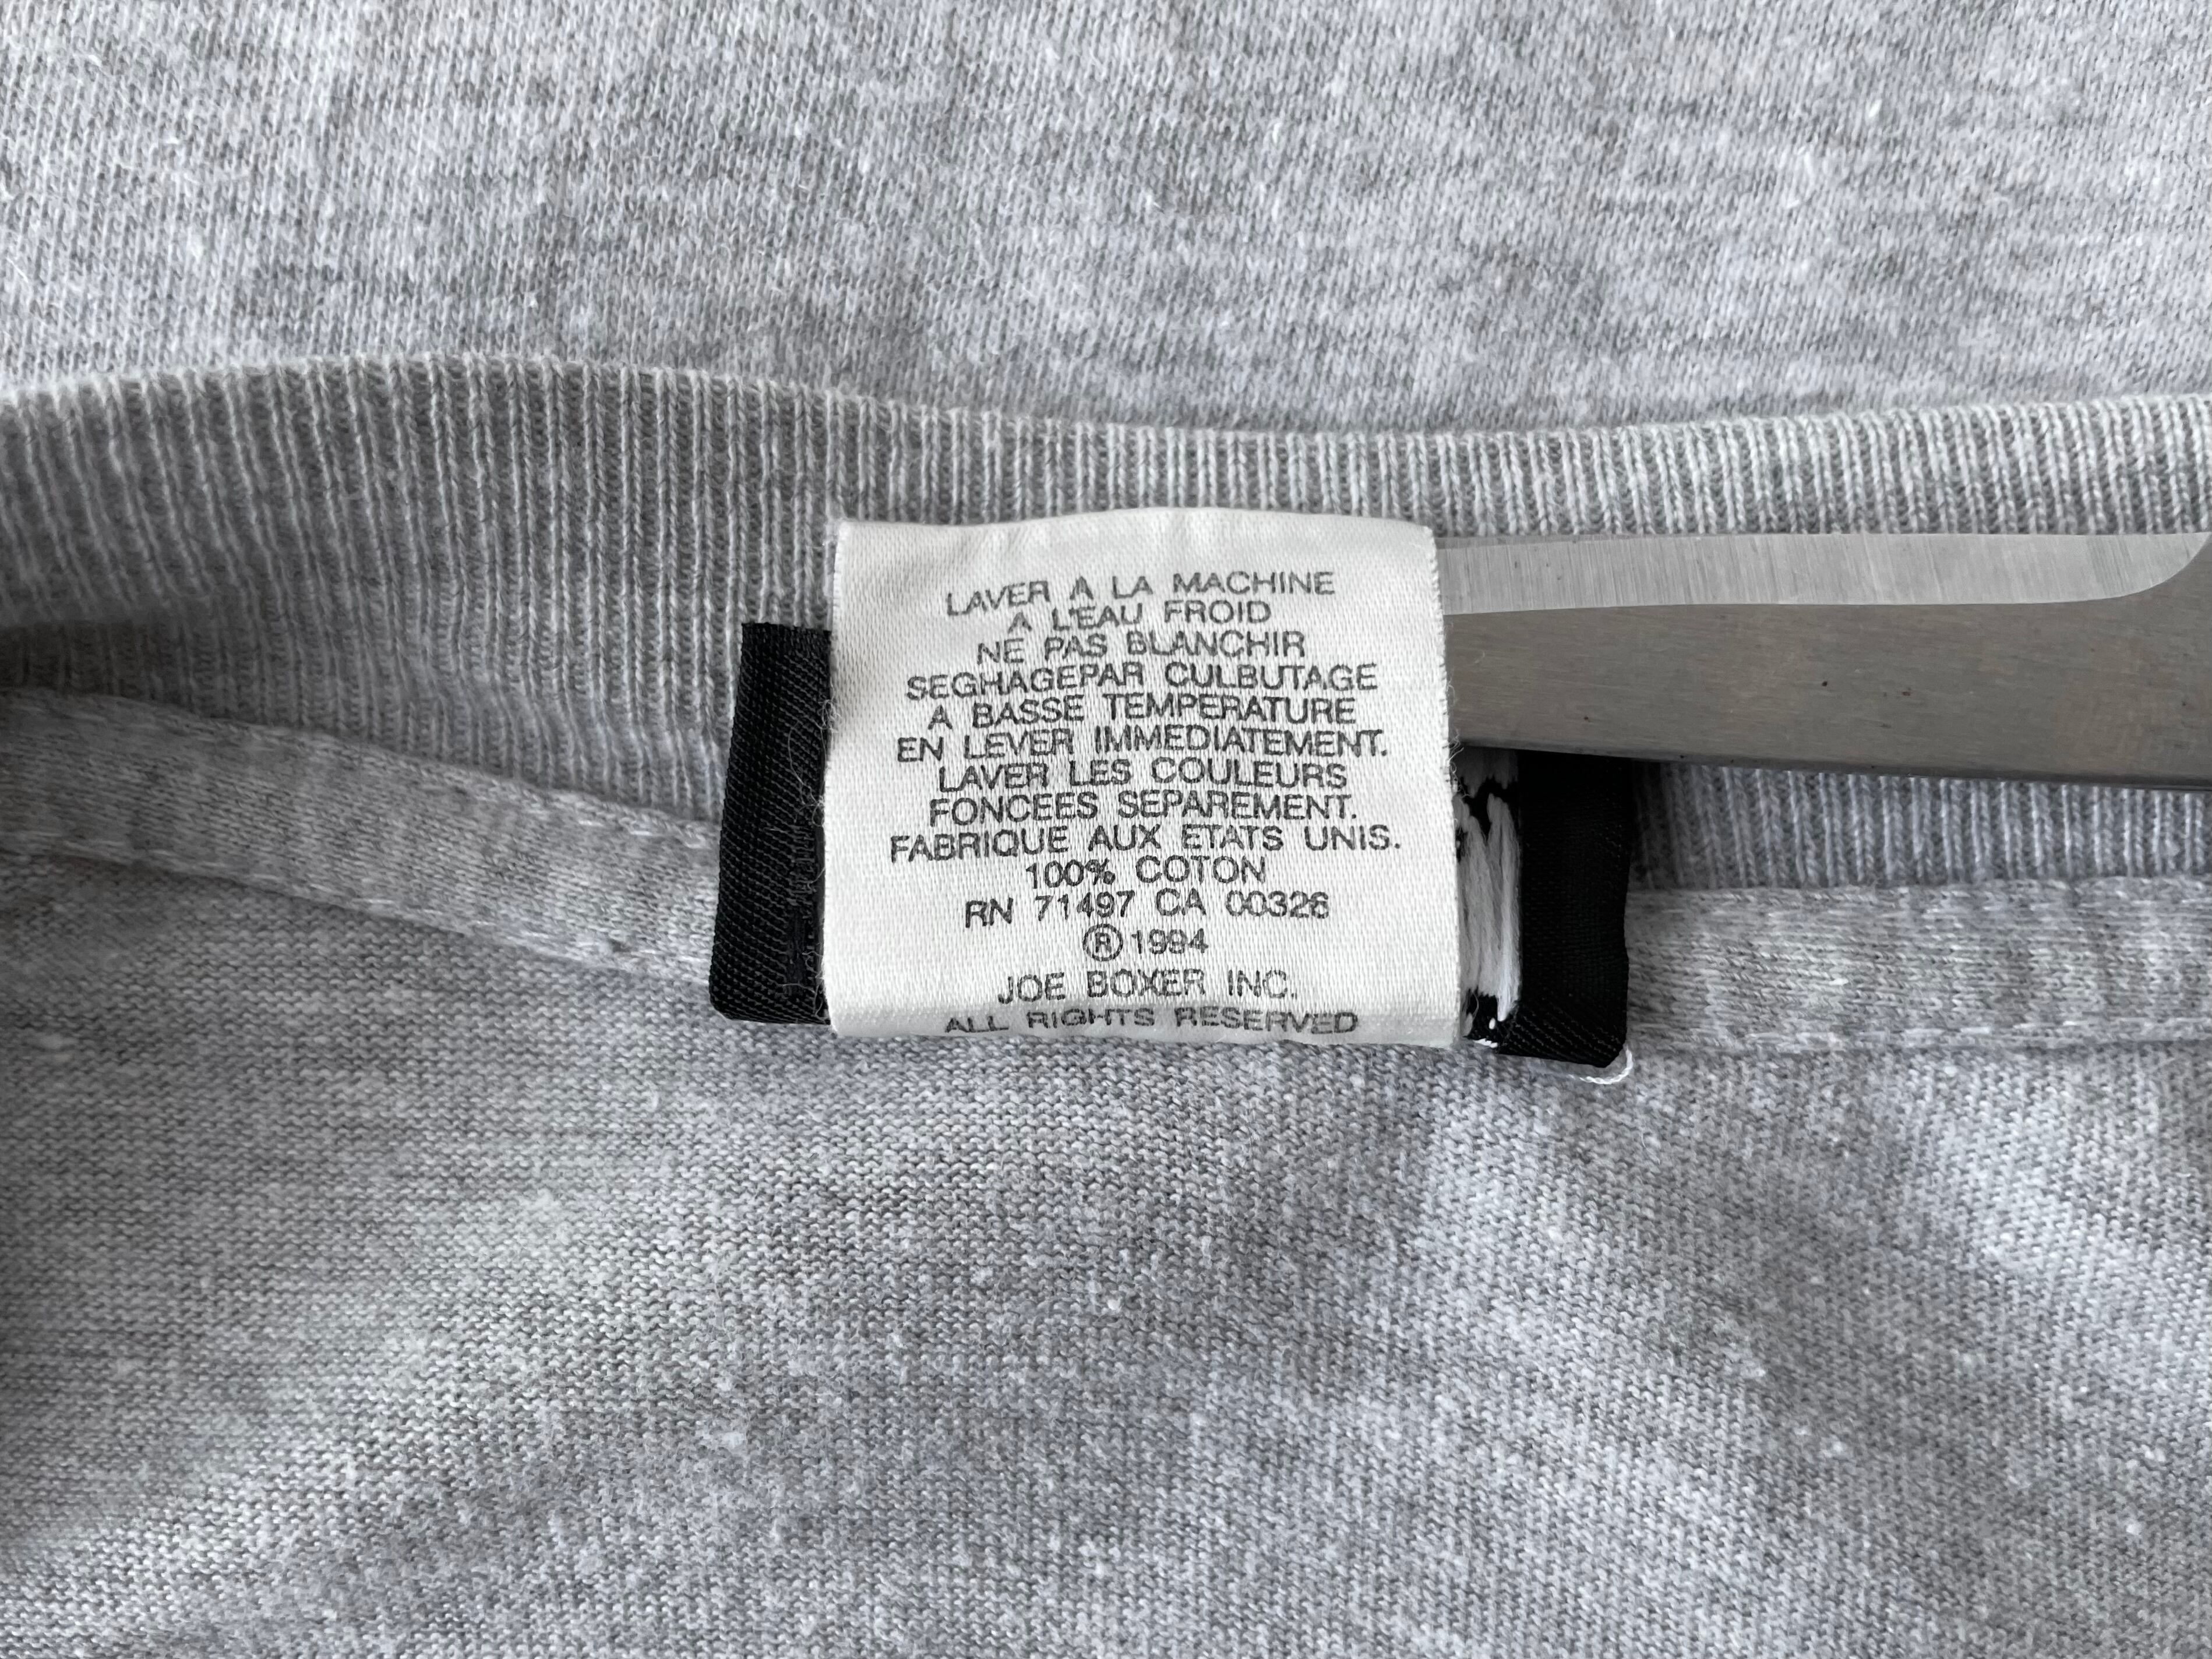 LAVER A LA MACHINE
A L'EAU FROID
NE PAS BLANCHIR
SEGHAGEPAR CULBUTAGE
A BASSE TEMPERATURE
EN LEVER IMMEDIATEMENT.
LAVER LES COULEURS
FONCEES SEPAREMENT.
FABRIQUE AUX ETATS UNIS.
100% COTON
RN 71497 CA 00326
®1994
JOE BOXER INC.
ALL RIGHTS RESERVED